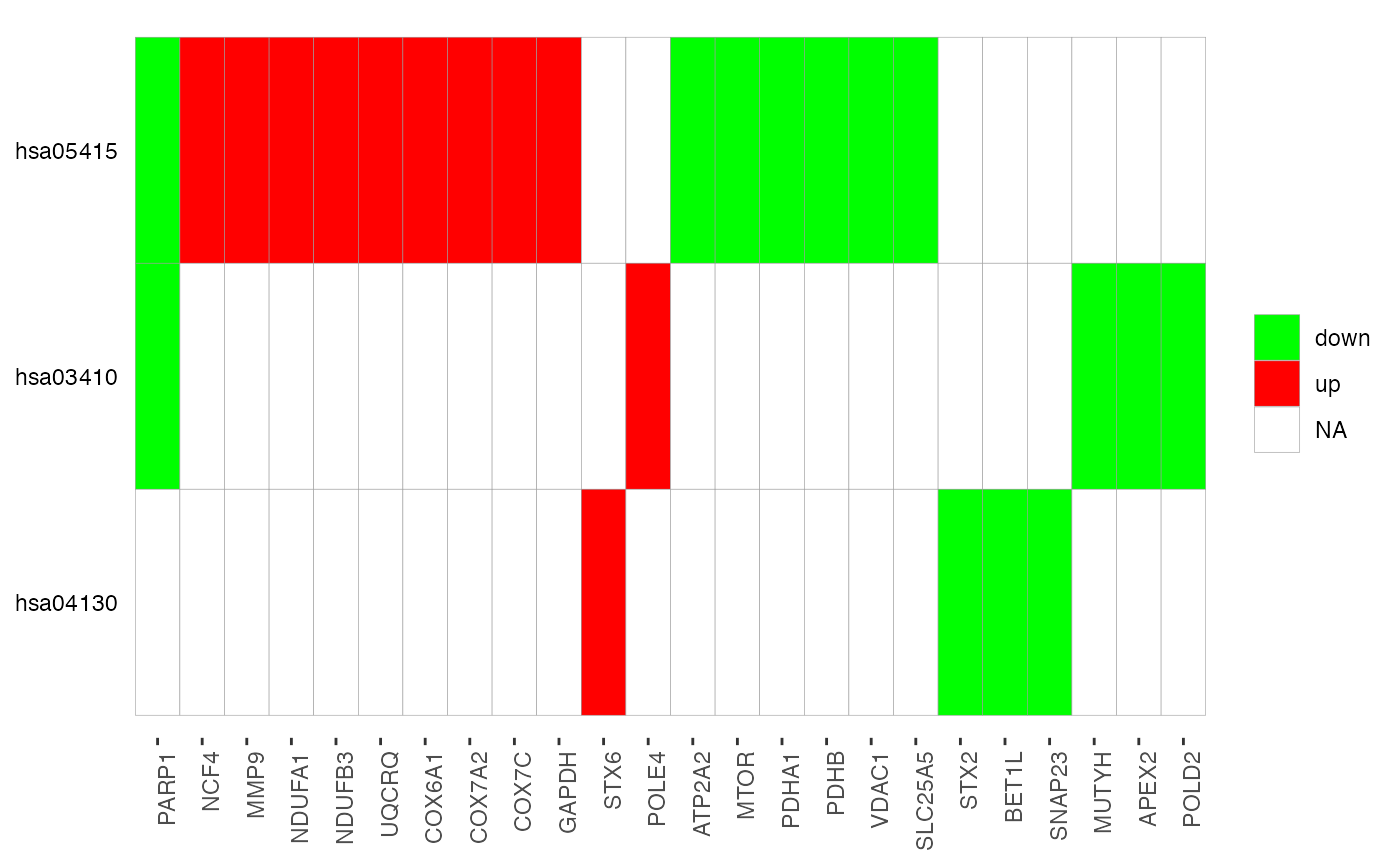 hsa05415
hsa03410
hsa04130
down
up
NA
PARP1
NCF4
MMP9
NDUFA1
NDUFB3
UQCRQ
COX6A1
COX7A2
COX7C
GAPDH
STX6
POLE4
ATP2A2
MTOR
PDHA1
PDHB
VDAC1
SLC25A5
STX2
BET1L
SNAP23
MUTYH
APEX2
POLD2